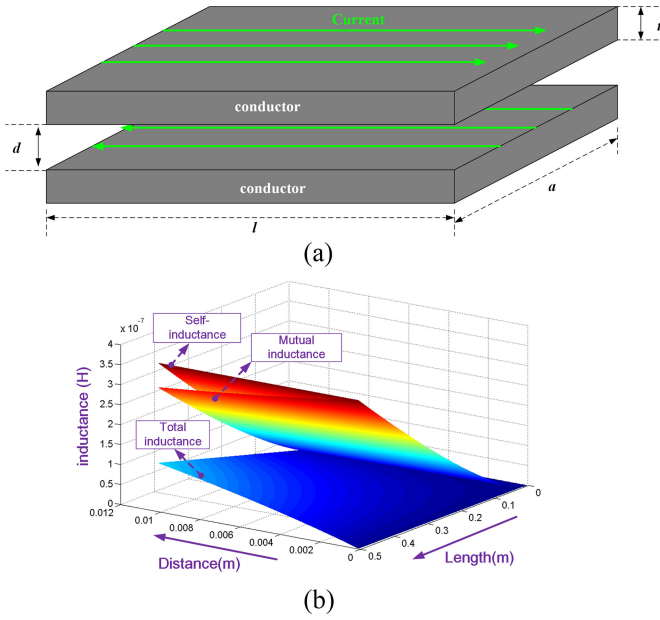 Current
t
conductor
d
conductor
a
l
(a)
x 10⁻⁷
4
3.5
3
2.5
2
1.5
1
0.5
0
inductance (H)
Self-
inductance
Mutual
inductance
Total
inductance
0.012
0.01
0.008
0.006
0.004
0.002
0
Distance(m)
0.5
0.4
0.3
0.2
0.1
0
Length(m)
(b)